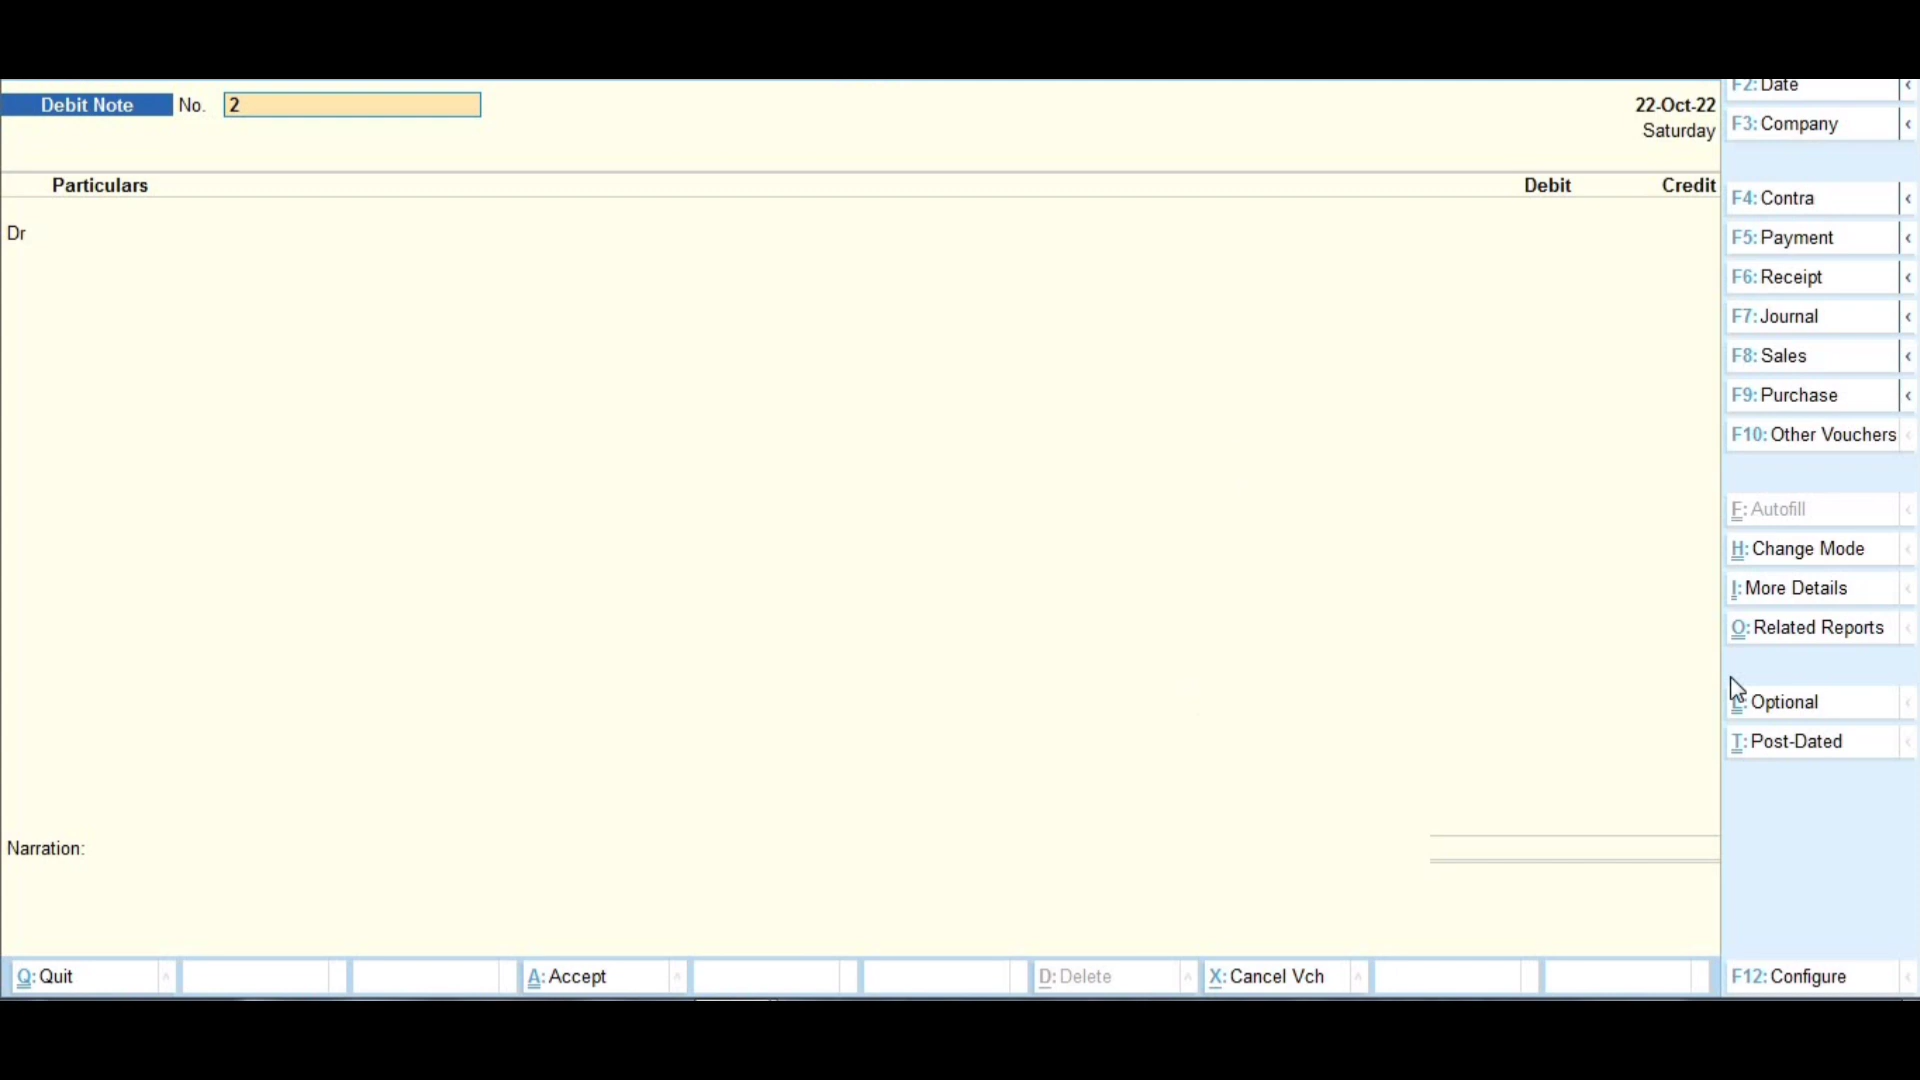 Debit Note No. 2
22-Oct-22
Saturday
Particulars Debit Credit
Dr
Narration:
F2: Date
F3: Company
F4: Contra
F5: Payment
F6: Receipt
F7: Journal
F8: Sales
F9: Purchase
F10: Other Vouchers
F: Autofill
H: Change Mode
I: More Details
O: Related Reports
L: Optional
T: Post-Dated
Q: Quit A: Accept D: Delete X: Cancel Vch F12: Configure